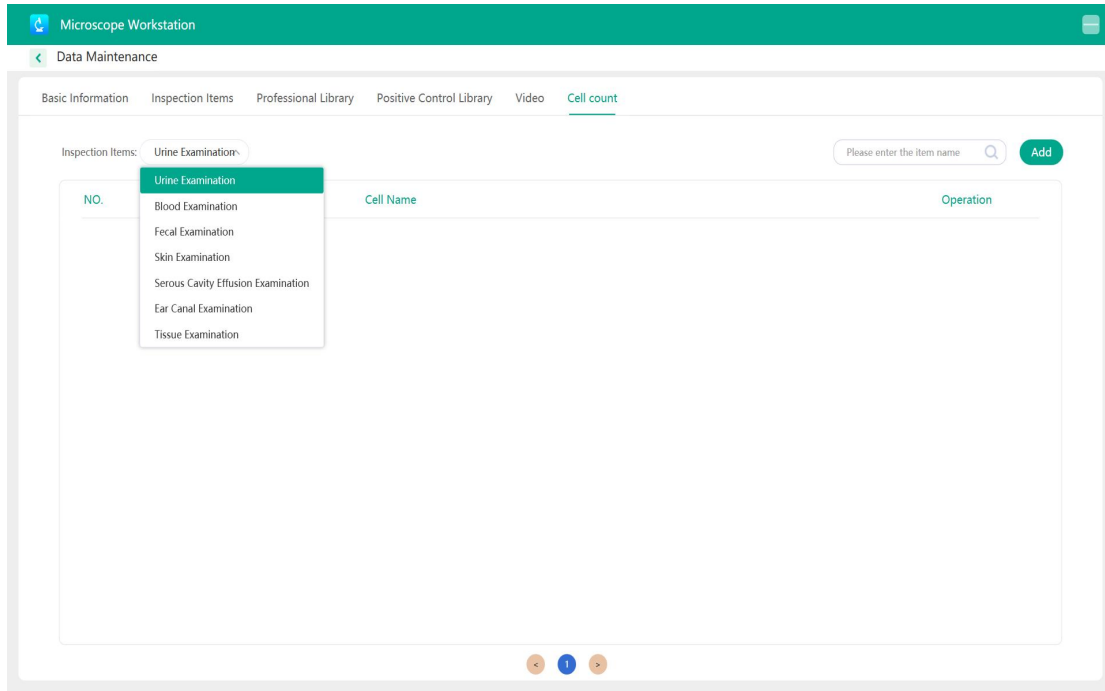 Microscope Workstation
Data Maintenance
Basic Information Inspection Items Professional Library Positive Control Library Video Cell count
Inspection Items: Urine Examination Please enter the item name Add
Urine Examination
NO. Cell Name Operation
Blood Examination
Fecal Examination
Skin Examination
Serous Cavity Effusion Examination
Ear Canal Examination
Tissue Examination
< 1 >